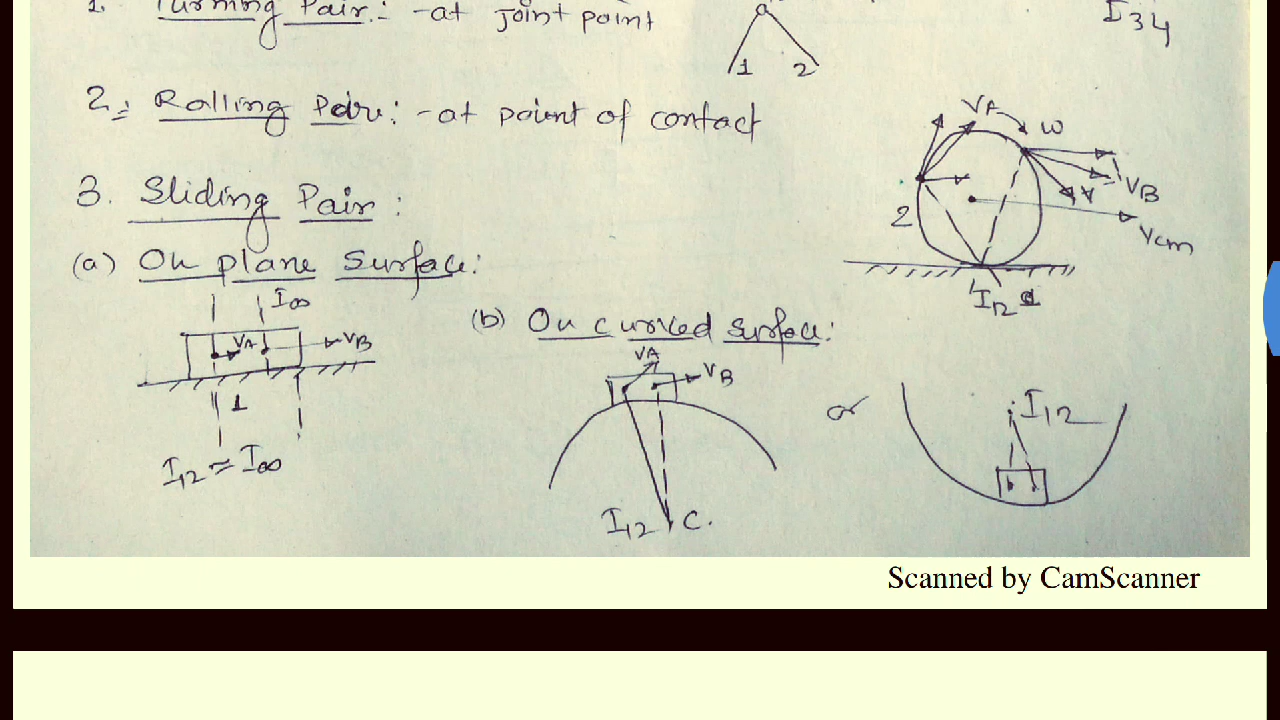 1. Turning Pair: - at joint point
1 2
I34
2. Rolling Pair: - at point of contact
VA
ω
VB
2
Vcm
I12
3. Sliding Pair:
(a) On plane surface:
I∞
VA
VB
1
I12 = I∞
(b) On curved surface:
VA
VB
I12 C.
or
I12
Scanned by CamScanner